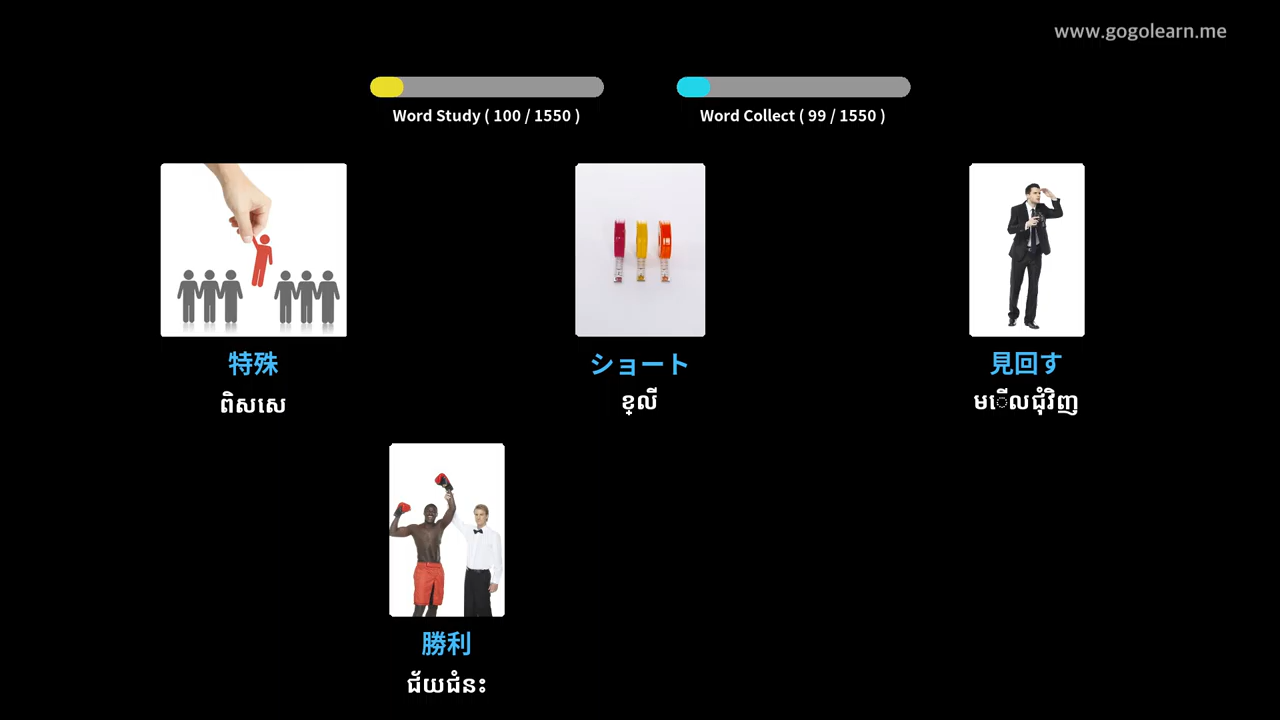 www.gogolearn.me
Word Study ( 100 / 1550 )
Word Collect ( 99 / 1550 )
特殊
ショート
見回す
ពិសសេ
ខ្លី
មើលជុំវិញ
勝利
ជ័យជំនះ